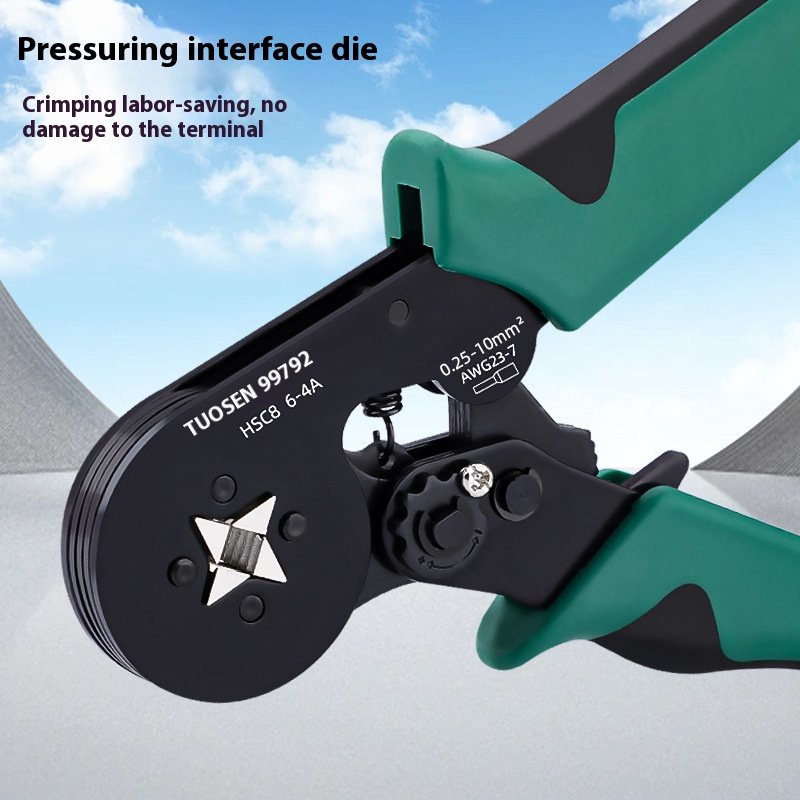 Pressuring interface die
Crimping labor-saving, no
damage to the terminal
TUOSEN 99792
HSC8 6-4A
0.25-10mm²
AWG23-7